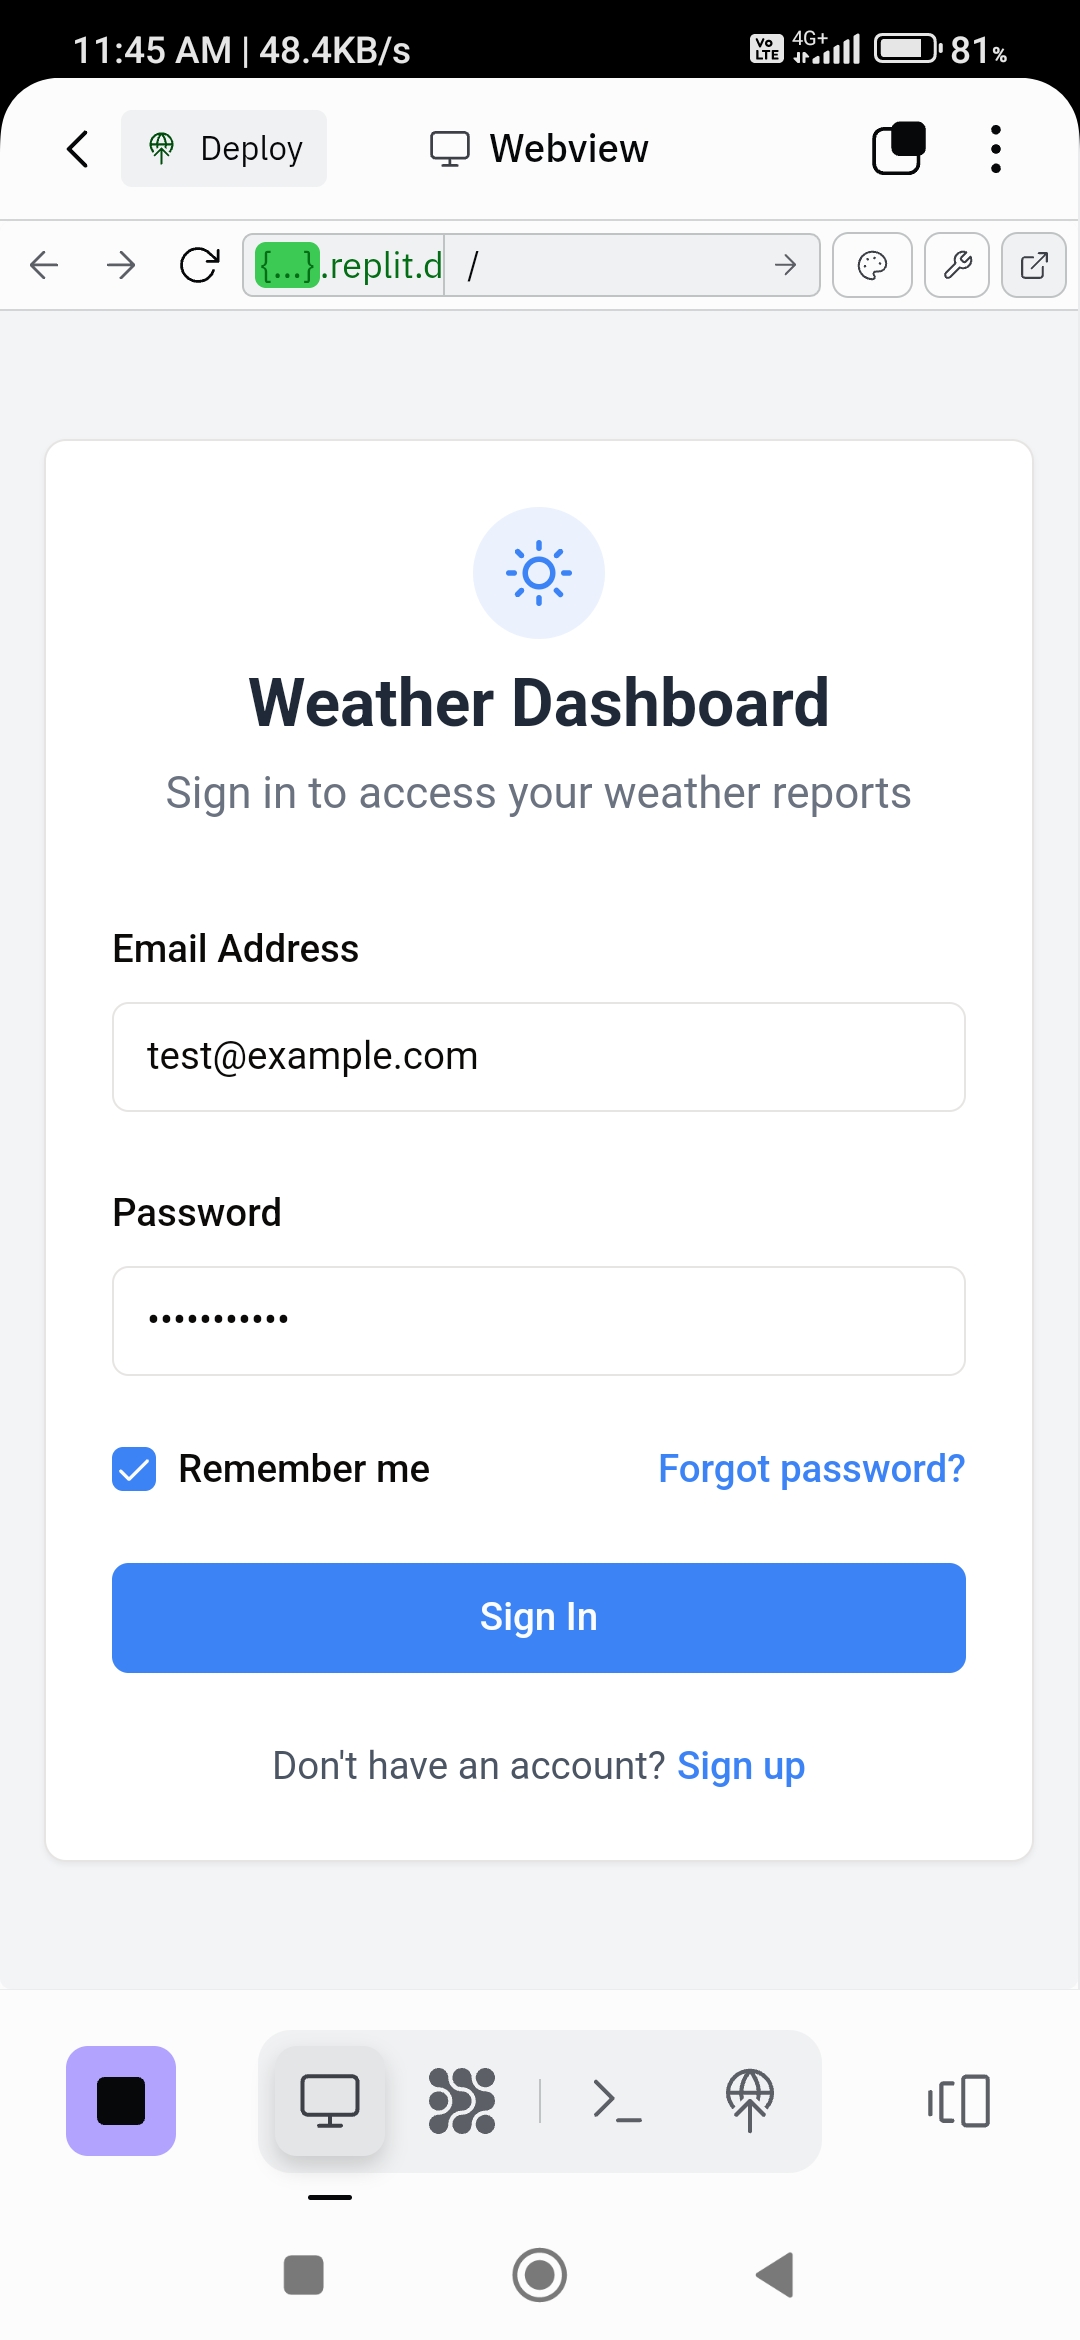 11:45 AM | 48.4KB/s
Vo LTE 4G+ 81%
Deploy
Webview
{...}.replit.d /
Weather Dashboard
Sign in to access your weather reports
Email Address
test@example.com
Password
•••••••••••
Remember me
Forgot password?
Sign In
Don't have an account? Sign up